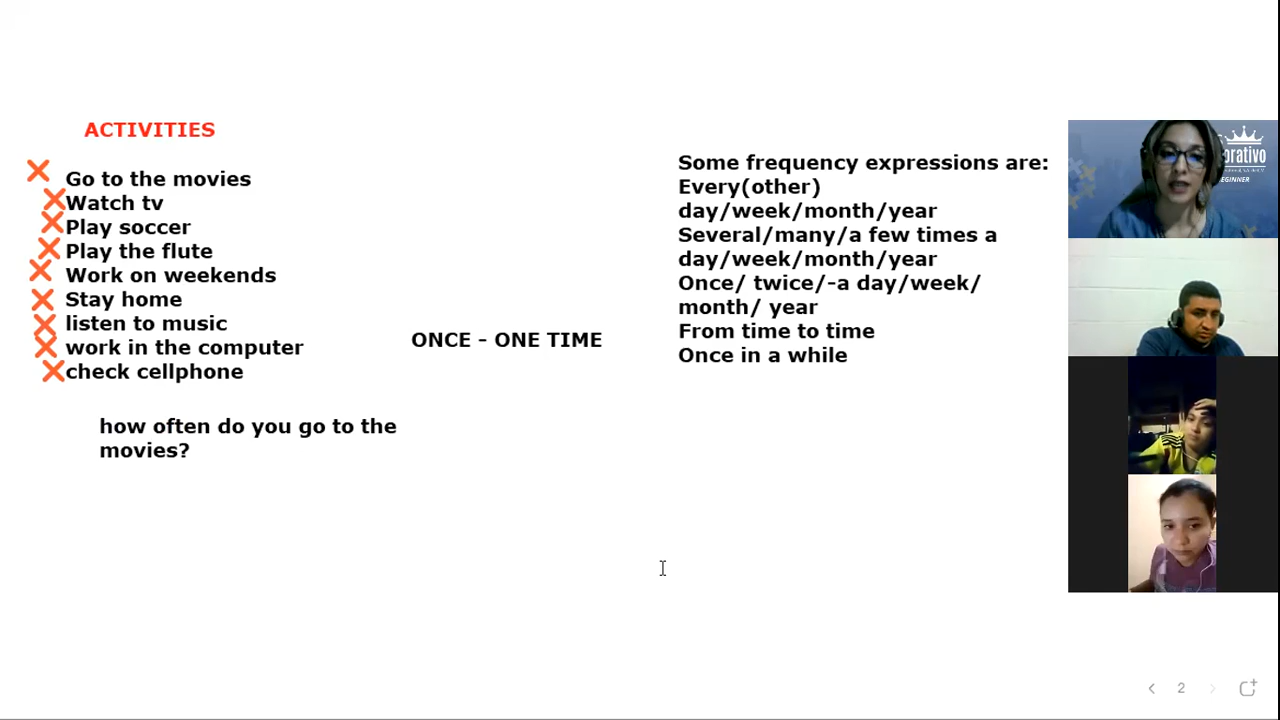 ACTIVITIES
Go to the movies
Watch tv
Play soccer
Play the flute
Work on weekends
Stay home
listen to music
work in the computer
check cellphone
how often do you go to the
movies?
ONCE - ONE TIME
Some frequency expressions are:
Every(other)
day/week/month/year
Several/many/a few times a
day/week/month/year
Once/ twice/-a day/week/
month/ year
From time to time
Once in a while
orativo
EGINNER
2